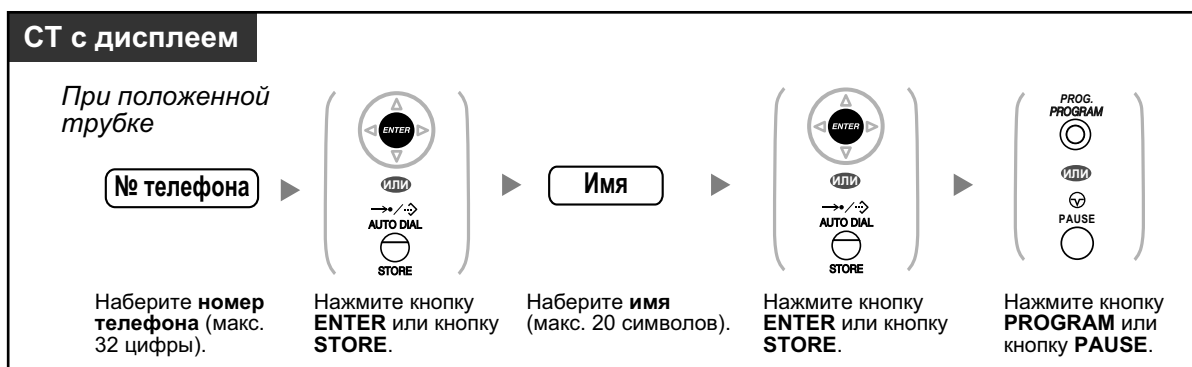 СТ с дисплеем
При положенной
трубке
№ телефона
ENTER
ИЛИ
AUTO DIAL
STORE
Имя
ENTER
ИЛИ
AUTO DIAL
STORE
PROG.
PROGRAM
ИЛИ
PAUSE
Наберите номер
телефона (макс.
32 цифры).
Нажмите кнопку
ENTER или кнопку
STORE.
Наберите имя
(макс. 20 символов).
Нажмите кнопку
ENTER или кнопку
STORE.
Нажмите кнопку
PROGRAM или
кнопку PAUSE.